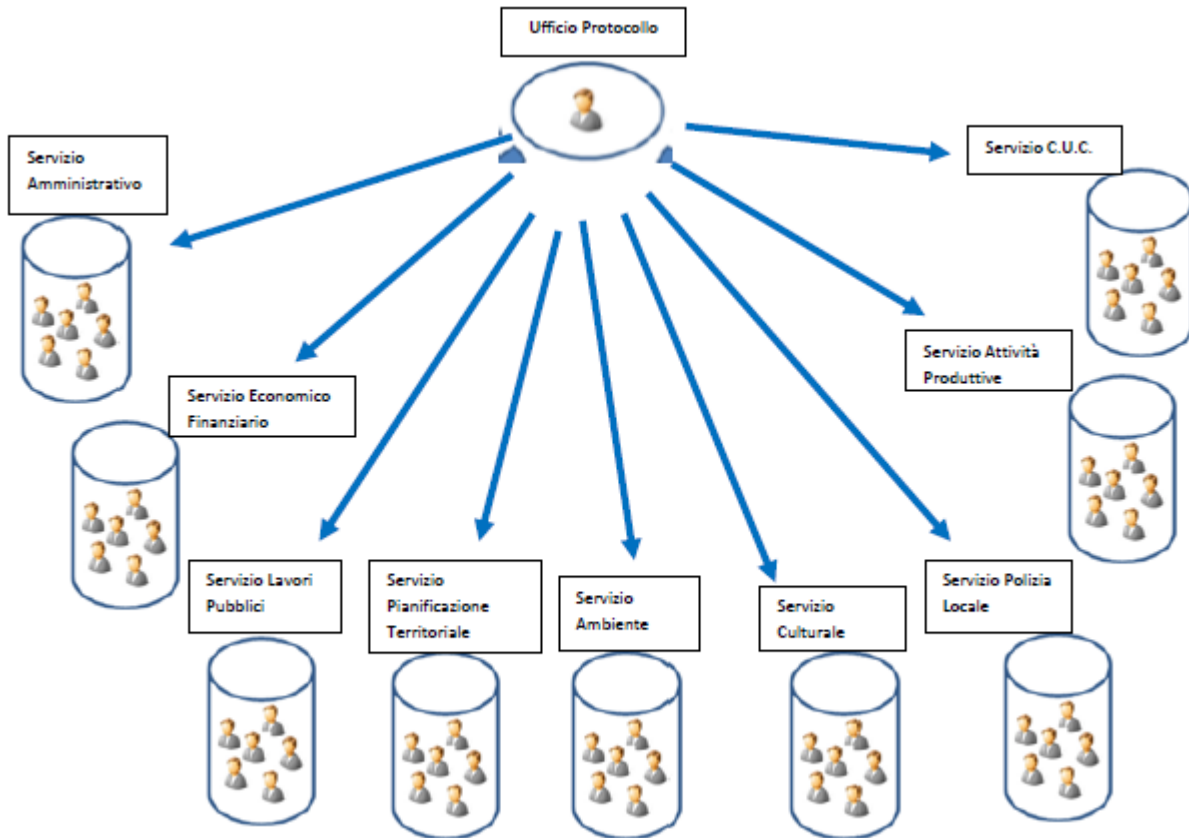 Ufficio Protocollo
Servizio
Amministrativo
Servizio C.U.C.
Servizio Attività
Produttive
Servizio Economico
Finanziario
Servizio Lavori
Pubblici
Servizio
Pianificazione
Territoriale
Servizio
Ambiente
Servizio
Culturale
Servizio Polizia
Locale